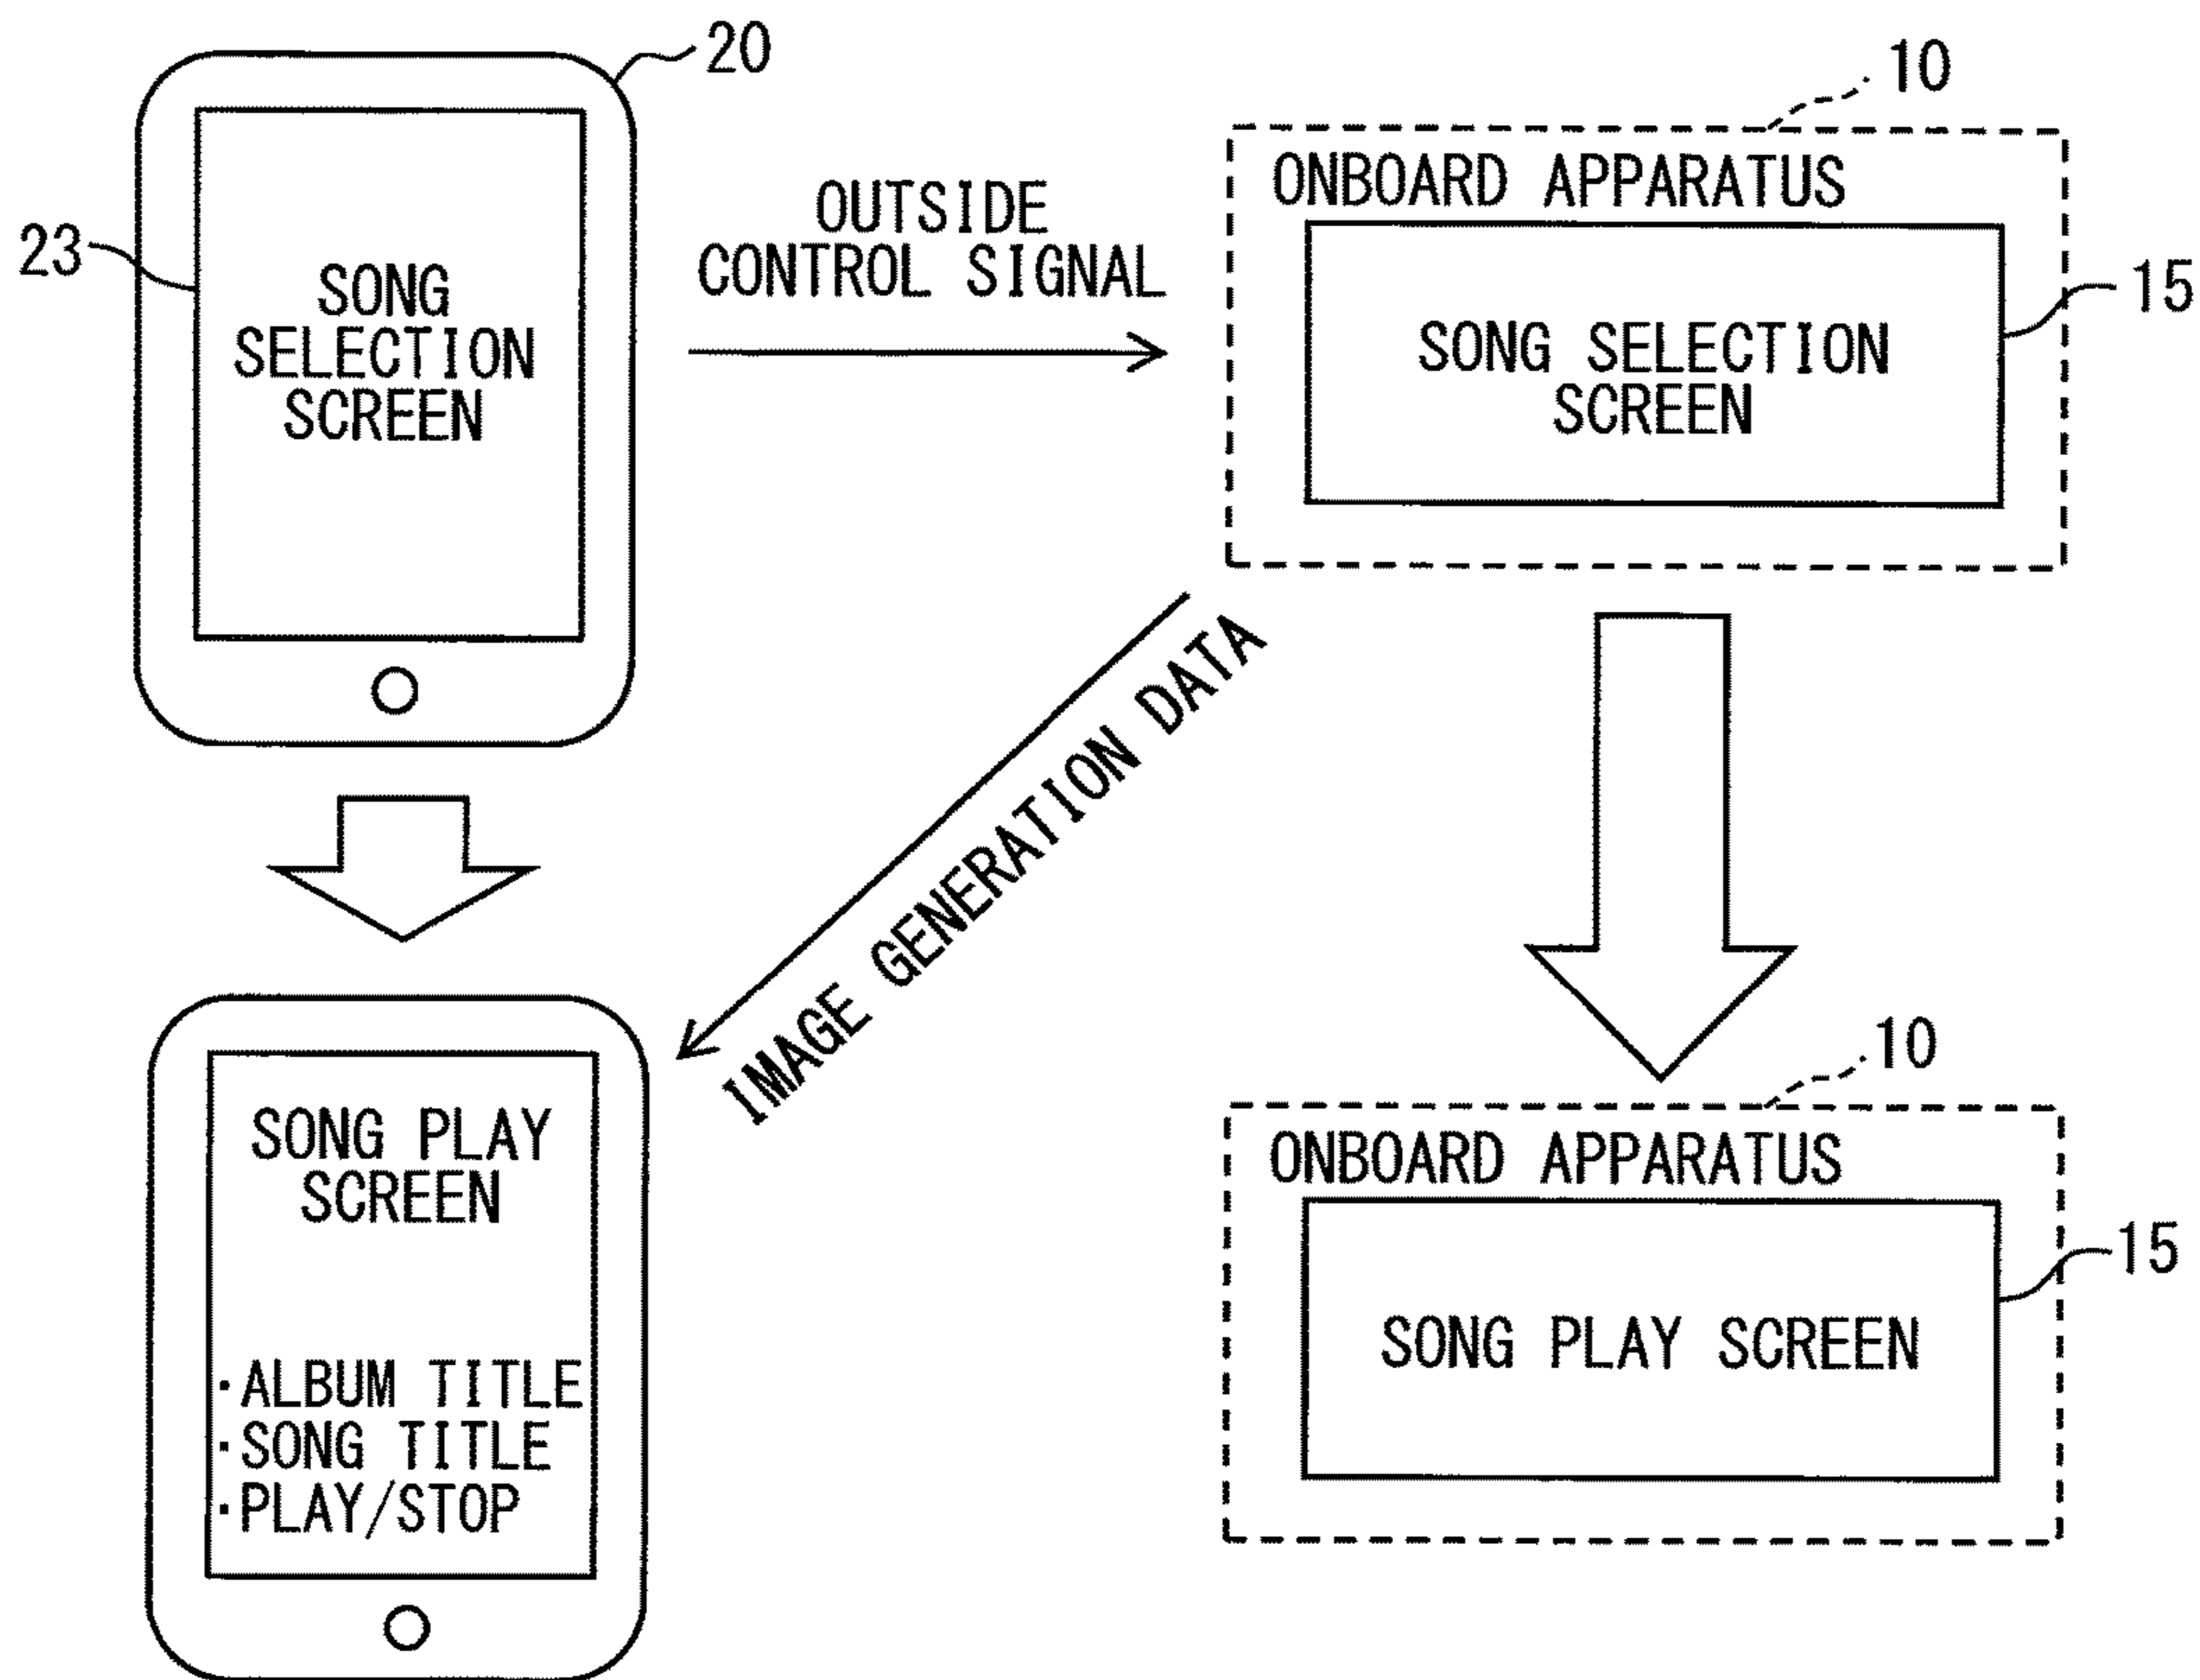 20
23
SONG
SELECTION
SCREEN
OUTSIDE
CONTROL SIGNAL
10
ONBOARD APPARATUS
15
SONG SELECTION
SCREEN
IMAGE GENERATION DATA
SONG PLAY
SCREEN
·ALBUM TITLE
·SONG TITLE
·PLAY/STOP
10
ONBOARD APPARATUS
15
SONG PLAY SCREEN